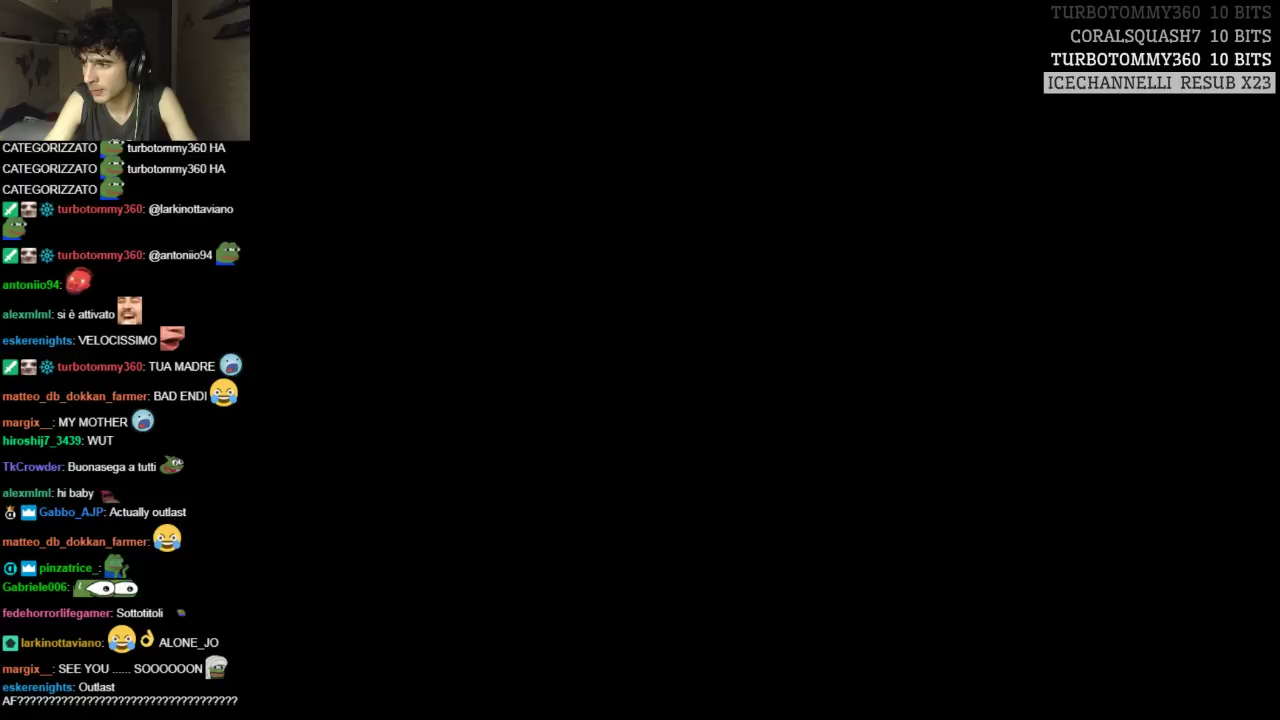 TURBOTOMMY360 10 BITS
CORALSQUASH7 10 BITS
TURBOTOMMY360 10 BITS
ICECHANNELLI RESUB X23
CATEGORIZZATO turbotommy360 HA
CATEGORIZZATO turbotommy360 HA
CATEGORIZZATO
turbotommy360: @larkinottaviano
turbotommy360: @antoniio94
antoniio94:
alexmlml: si è attivato
eskerenights: VELOCISSIMO
turbotommy360: TUA MADRE
matteo_db_dokkan_farmer: BAD ENDI
margix__: MY MOTHER
hiroshij7_3439: WUT
TkCrowder: Buonasega a tutti
alexmlml: hi baby
Gabbo_AJP: Actually outlast
matteo_db_dokkan_farmer:
pinzatrice_:
Gabriele006:
fedehorrorlifegamer: Sottotitoli
larkinottaviano: ALONE_JO
margix__: SEE YOU ...... SOOOOOON
eskerenights: Outlast
AF???????????????????????????????????